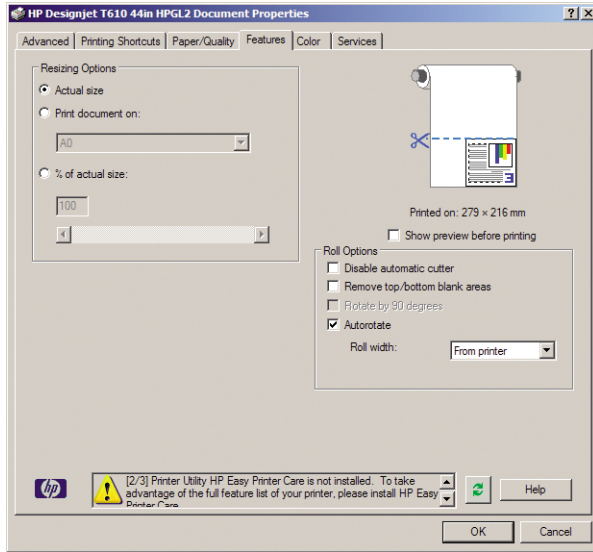 HP Designjet T610 44in HPGL2 Document Properties
Advanced Printing Shortcuts Paper/Quality Features Color Services
Resizing Options
Actual size
Print document on:
A0
% of actual size:
100
Printed on: 279 × 216 mm
Show preview before printing
Roll Options
Disable automatic cutter
Remove top/bottom blank areas
Rotate by 90 degrees
Autorotate
Roll width: From printer
hp
[2/3] Printer Utility HP Easy Printer Care is not installed. To take
advantage of the full feature list of your printer, please install HP Easy
Printer Care
Help
OK Cancel